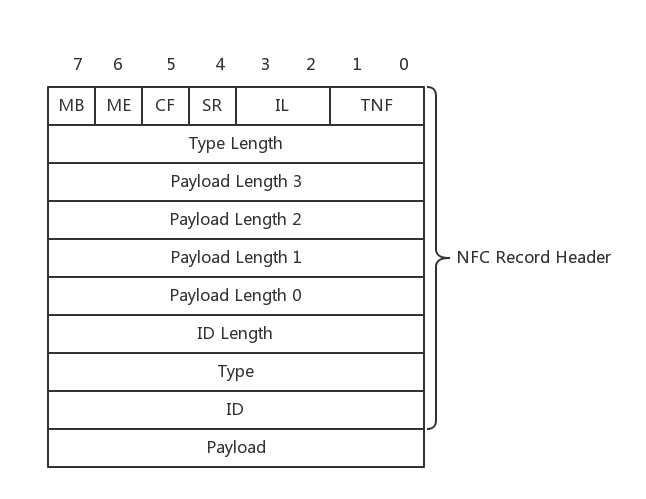 7 6 5 4 3 2 1 0
MB ME CF SR IL TNF
Type Length
Payload Length 3
Payload Length 2
Payload Length 1
NFC Record Header
Payload Length 0
ID Length
Type
ID
Payload